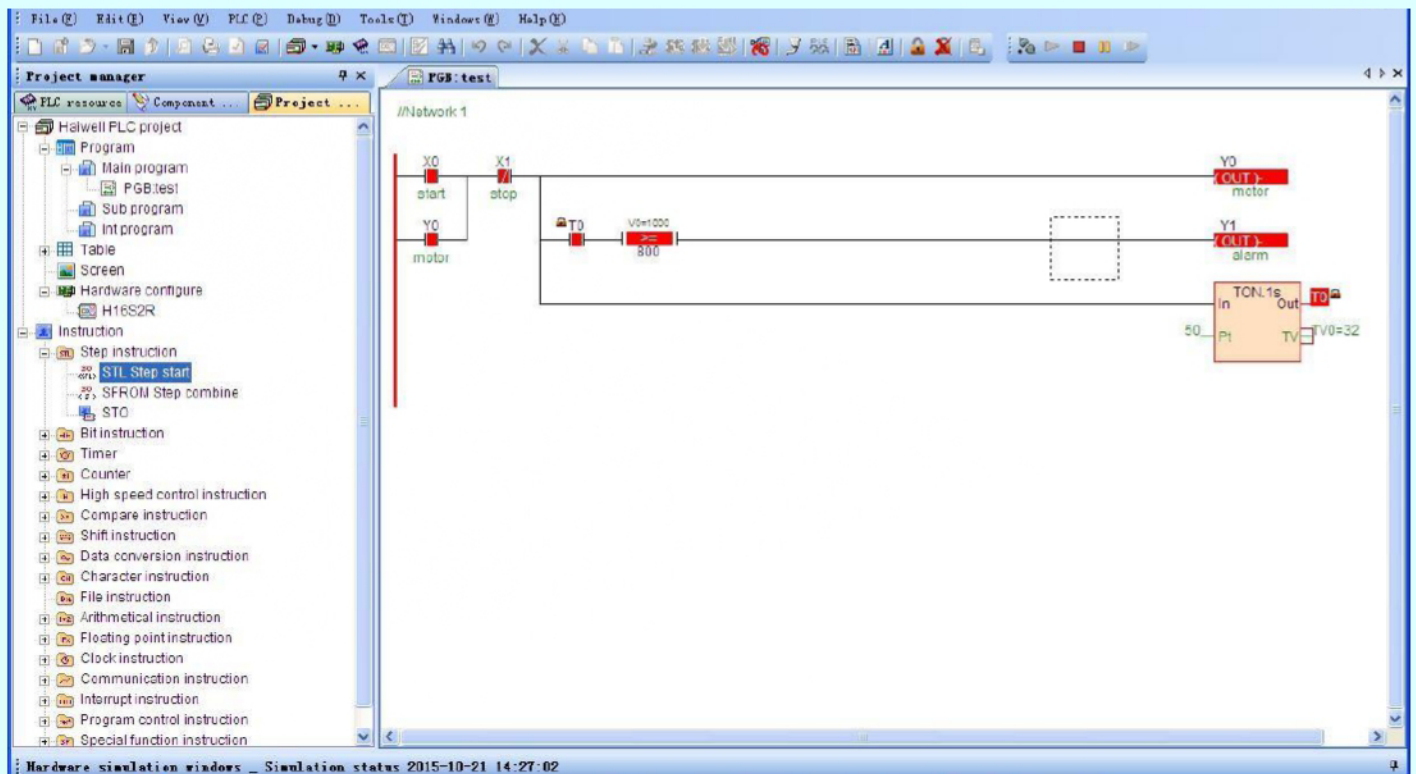 File(F) Edit(E) View(V) PLC(P) Debug(D) Tools(T) Windows(W) Help(H)
Project manager
PGB:test
PLC resource Component ... Project ...
//Network 1
Haiwell PLC project
Program
Main program
PGB:test
Sub program
Int program
Table
Screen
Hardware configure
H16S2R
Instruction
Step instruction
STL Step start
SFROM Step combine
STO
Bit instruction
Timer
Counter
High speed control instruction
Compare instruction
Shift instruction
Data conversion instruction
Character instruction
File instruction
Arithmetical instruction
Floating point instruction
Clock instruction
Communication instruction
Interrupt instruction
Program control instruction
Special function instruction
X0 X1 Y0
(OUT)
start stop motor
Y0 T0 V0=1000 Y1
>= (OUT)
motor 800 alarm
TON.1s
In Out T0
50 Pt TV TV0=32
Hardware simulation windows _ Simulation status 2015-10-21 14:27:02